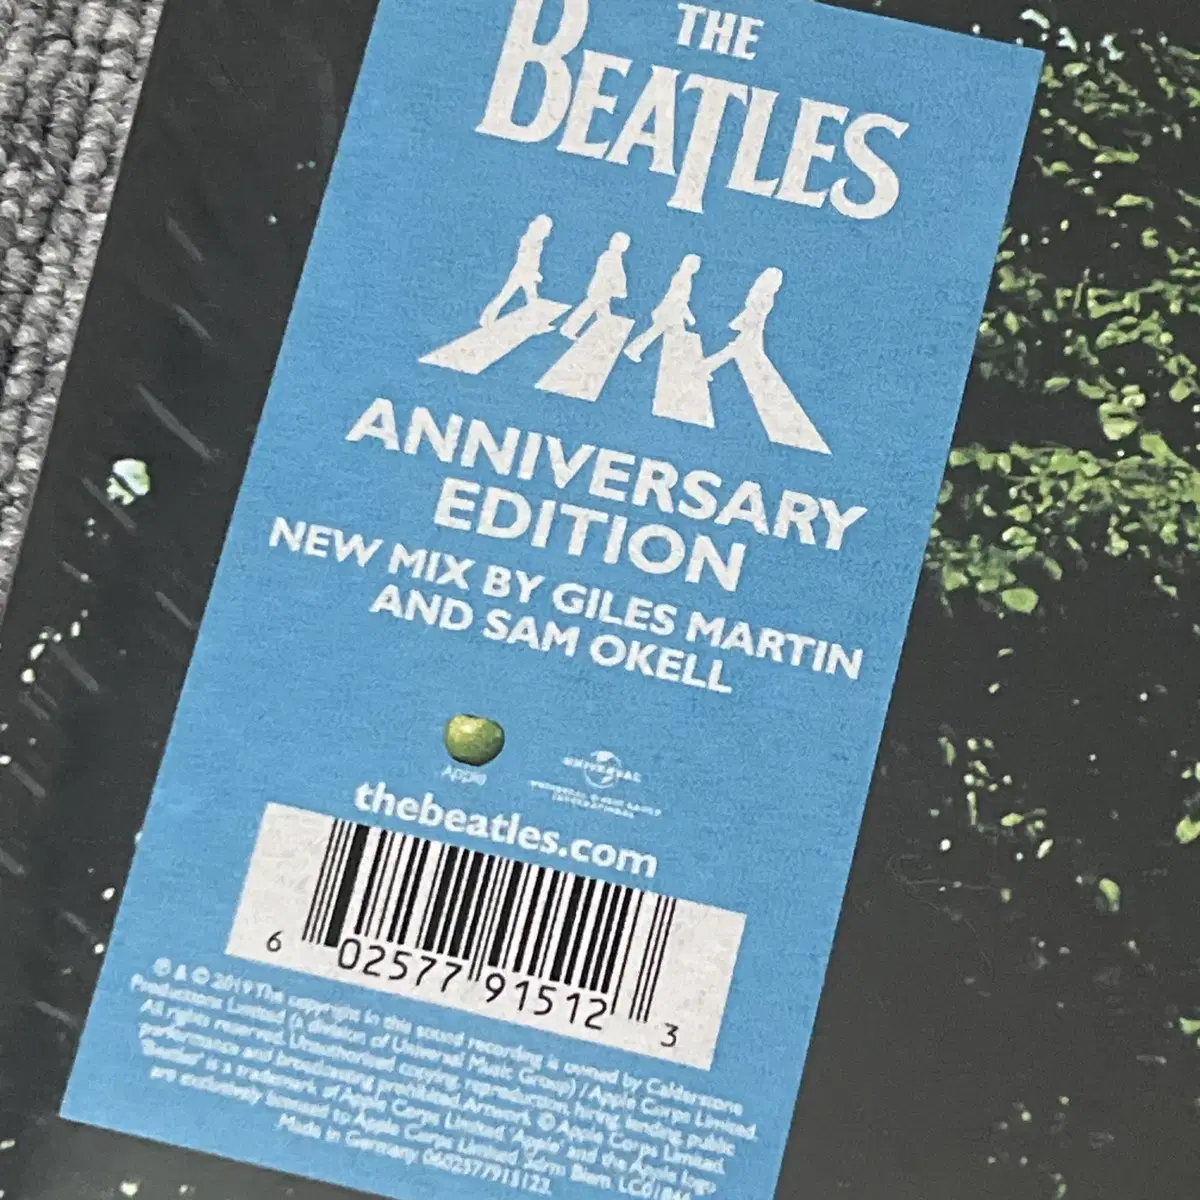 THE
BEATLES
ANNIVERSARY
EDITION
NEW MIX BY GILES MARTIN
AND SAM OKELL
Apple
UNIVERSAL
thebeatles.com
6 02577 91512 3
℗ & © 2019 The copyright in this sound recording is owned by Calderstone
Productions Limited (A division of Universal Music Group) / Apple Corps Limited.
All rights reserved. Unauthorised copying, reproduction, hiring, lending, public
performance and broadcasting prohibited. Artwork © Apple Corps Limited.
'Beatles' is a trademark of Apple Corps Limited. 'Apple' and the Apple logo
are exclusively licensed to Apple Corps Limited. Biem.
Made in Germany.